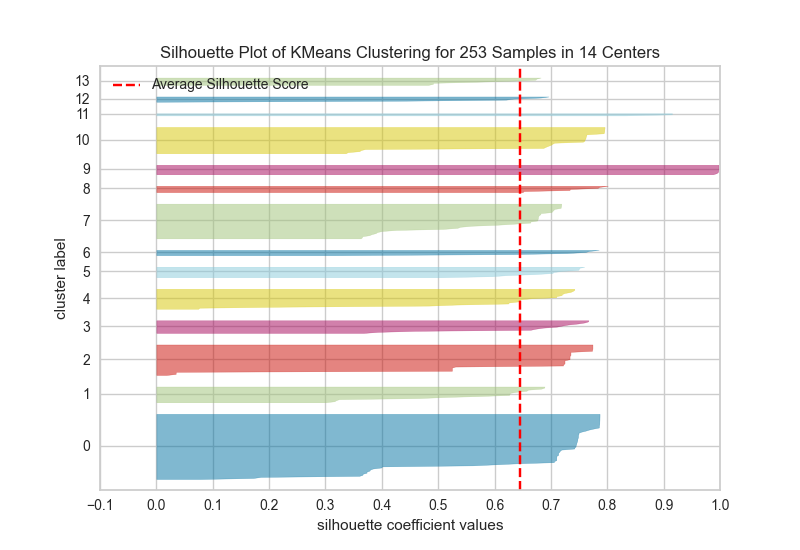 Silhouette Plot of KMeans Clustering for 253 Samples in 14 Centers
Average Silhouette Score
13
12
11
10
9
8
7
6
5
4
3
2
1
0
cluster label
−0.1 0.0 0.1 0.2 0.3 0.4 0.5 0.6 0.7 0.8 0.9 1.0
silhouette coefficient values